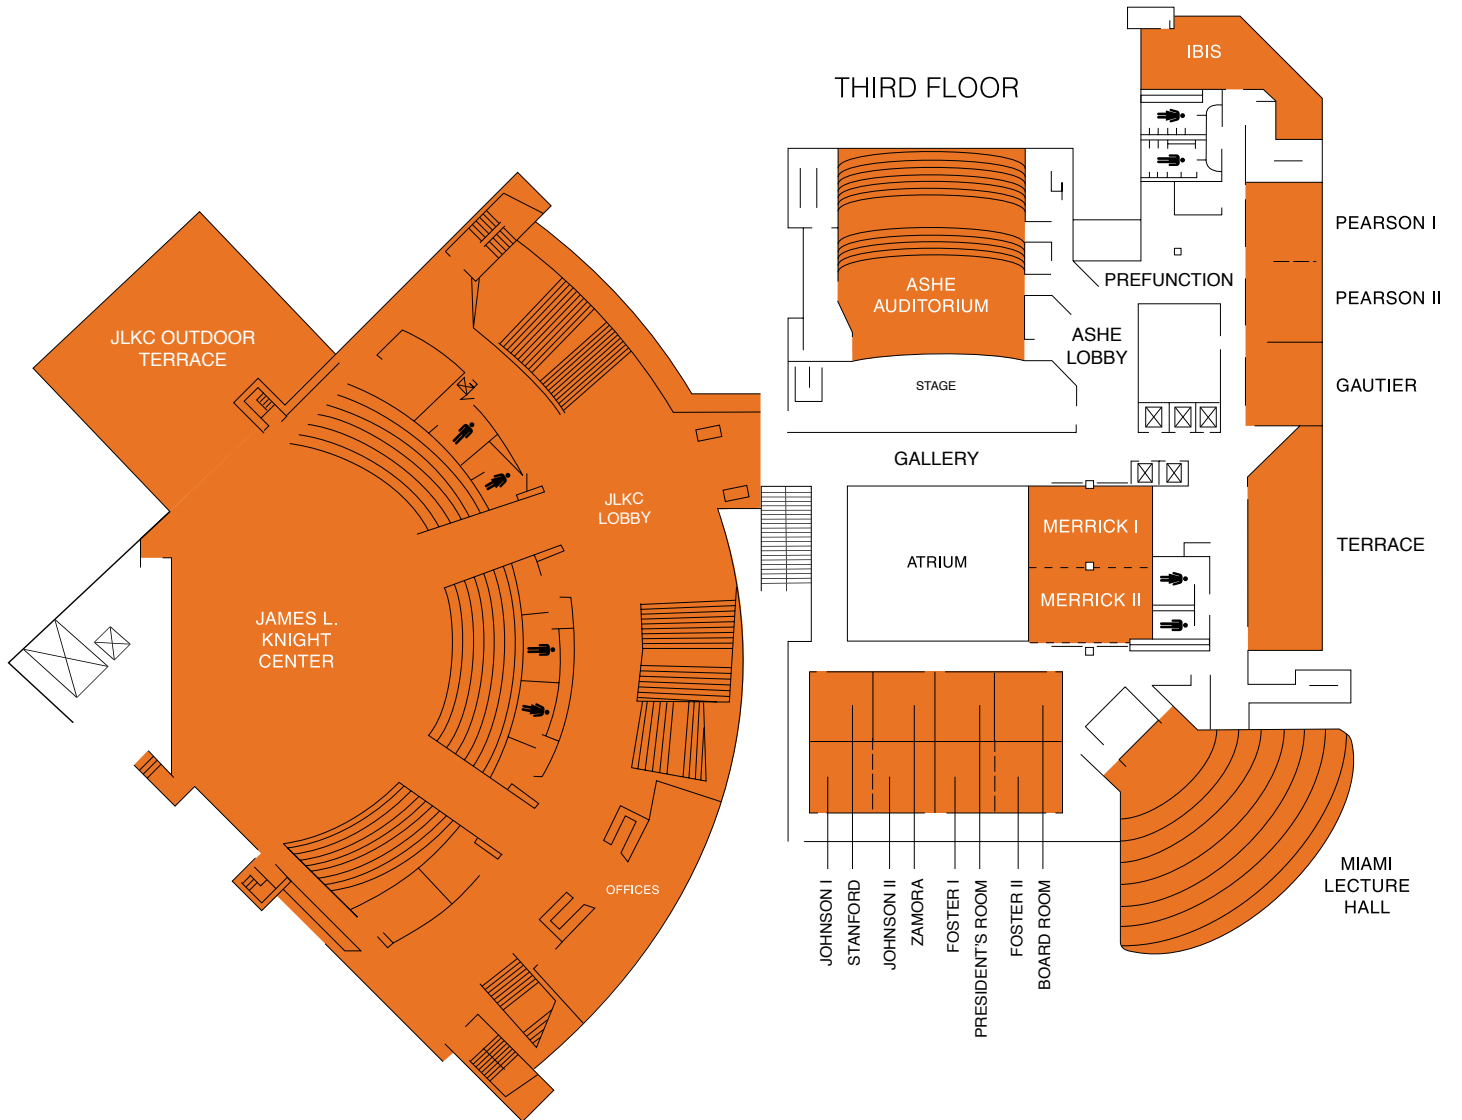 THIRD FLOOR
IBIS
PEARSON I
PEARSON II
GAUTIER
TERRACE
PREFUNCTION
ASHE
AUDITORIUM
ASHE
LOBBY
STAGE
GALLERY
ATRIUM
MERRICK I
MERRICK II
JLKC OUTDOOR
TERRACE
JLKC
LOBBY
JAMES L.
KNIGHT
CENTER
OFFICES
JOHNSON I
STANFORD
JOHNSON II
ZAMORA
FOSTER I
PRESIDENT'S ROOM
FOSTER II
BOARD ROOM
MIAMI
LECTURE
HALL